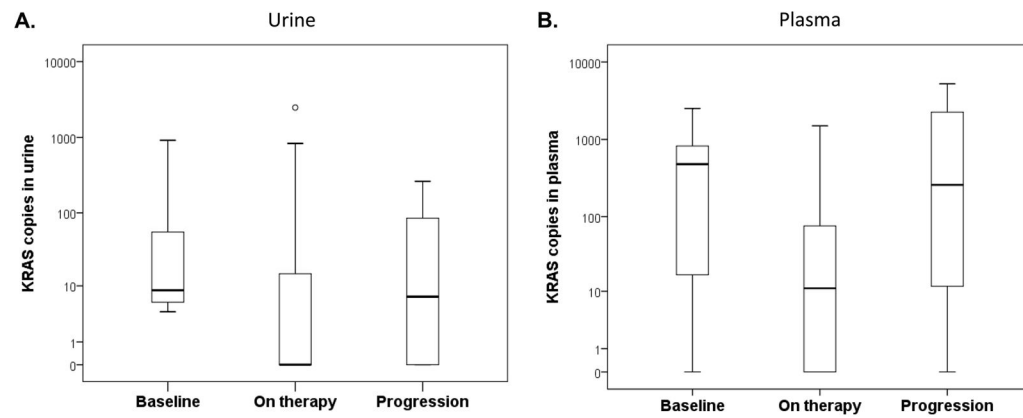 A. Urine
KRAS copies in urine
10000
1000
100
10
1
0
Baseline On therapy Progression
B. Plasma
KRAS copies in plasma
10000
1000
100
10
1
0
Baseline On therapy Progression